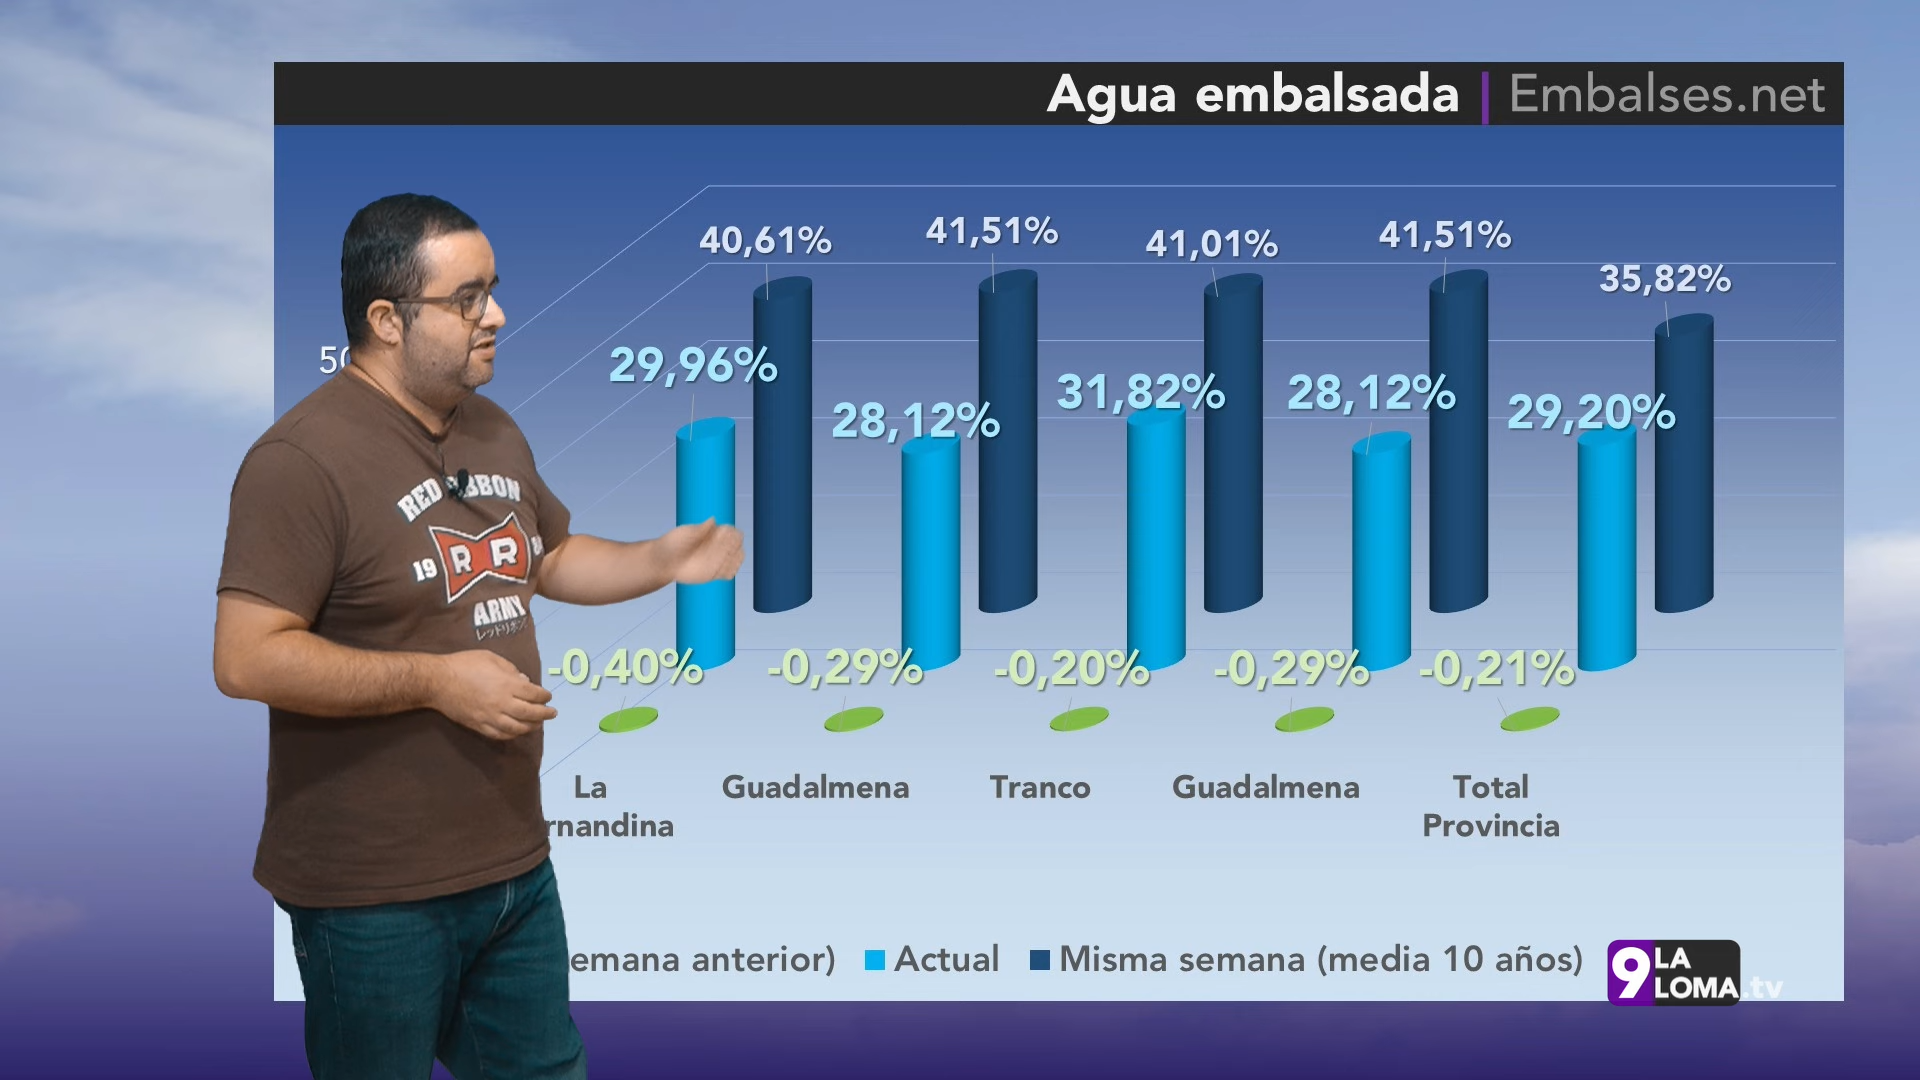 Agua embalsada | Embalses.net
40,61%
41,51%
41,01%
41,51%
35,82%
50
29,96%
28,12%
31,82%
28,12%
29,20%
RED RIBBON
19
R R
ARMY
-0,40%
-0,29%
-0,20%
-0,29%
-0,21%
La
rnandina
Guadalmena
Tranco
Guadalmena
Total
Provincia
emana anterior)
Actual
Misma semana (media 10 años)
9 LA
LOMA.tv